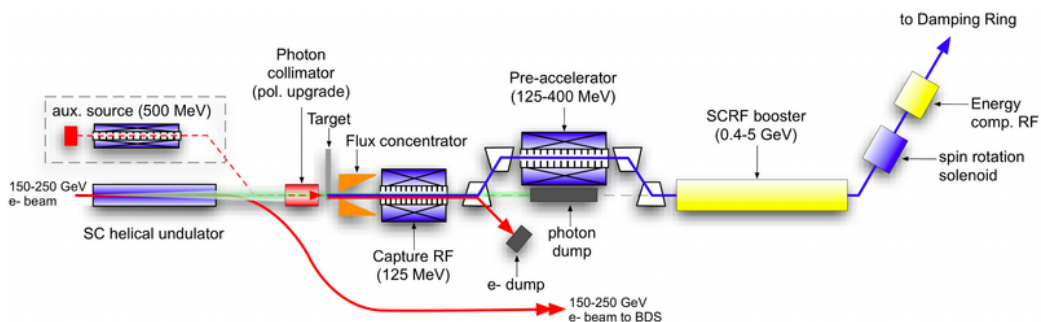 to Damping Ring
Photon
collimator
(pol. upgrade)
Pre-accelerator
(125-400 MeV)
aux. source (500 MeV)
Target
Flux concentrator
SCRF booster
(0.4-5 GeV)
Energy
comp. RF
spin rotation
solenoid
150-250 GeV
e- beam
SC helical undulator
Capture RF
(125 MeV)
photon
dump
e- dump
150-250 GeV
e- beam to BDS